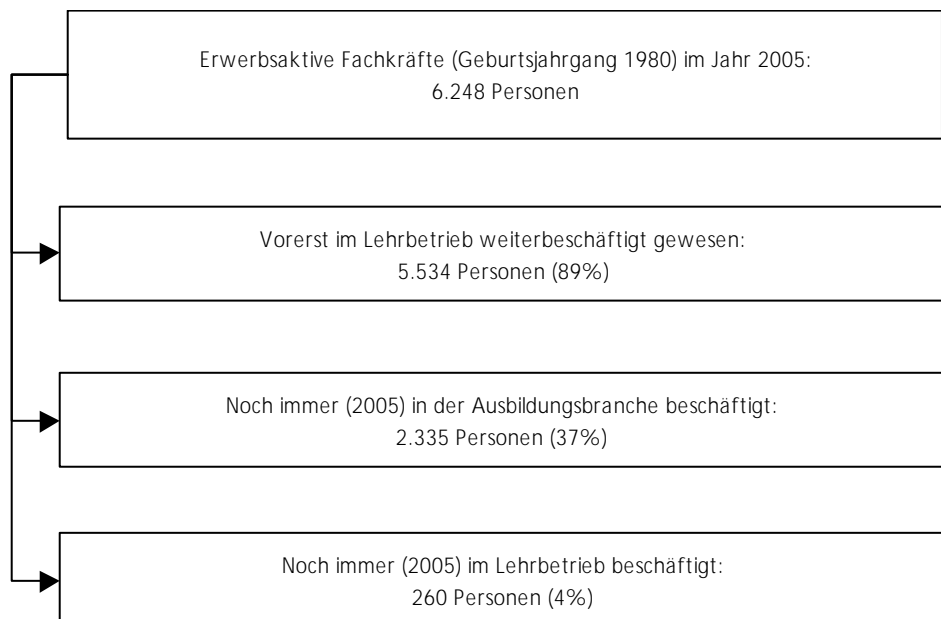 Erwerbsaktive Fachkräfte (Geburtsjahrgang 1980) im Jahr 2005:
6.248 Personen
Vorerst im Lehrbetrieb weiterbeschäftigt gewesen:
5.534 Personen (89%)
Noch immer (2005) in der Ausbildungsbranche beschäftigt:
2.335 Personen (37%)
Noch immer (2005) im Lehrbetrieb beschäftigt:
260 Personen (4%)